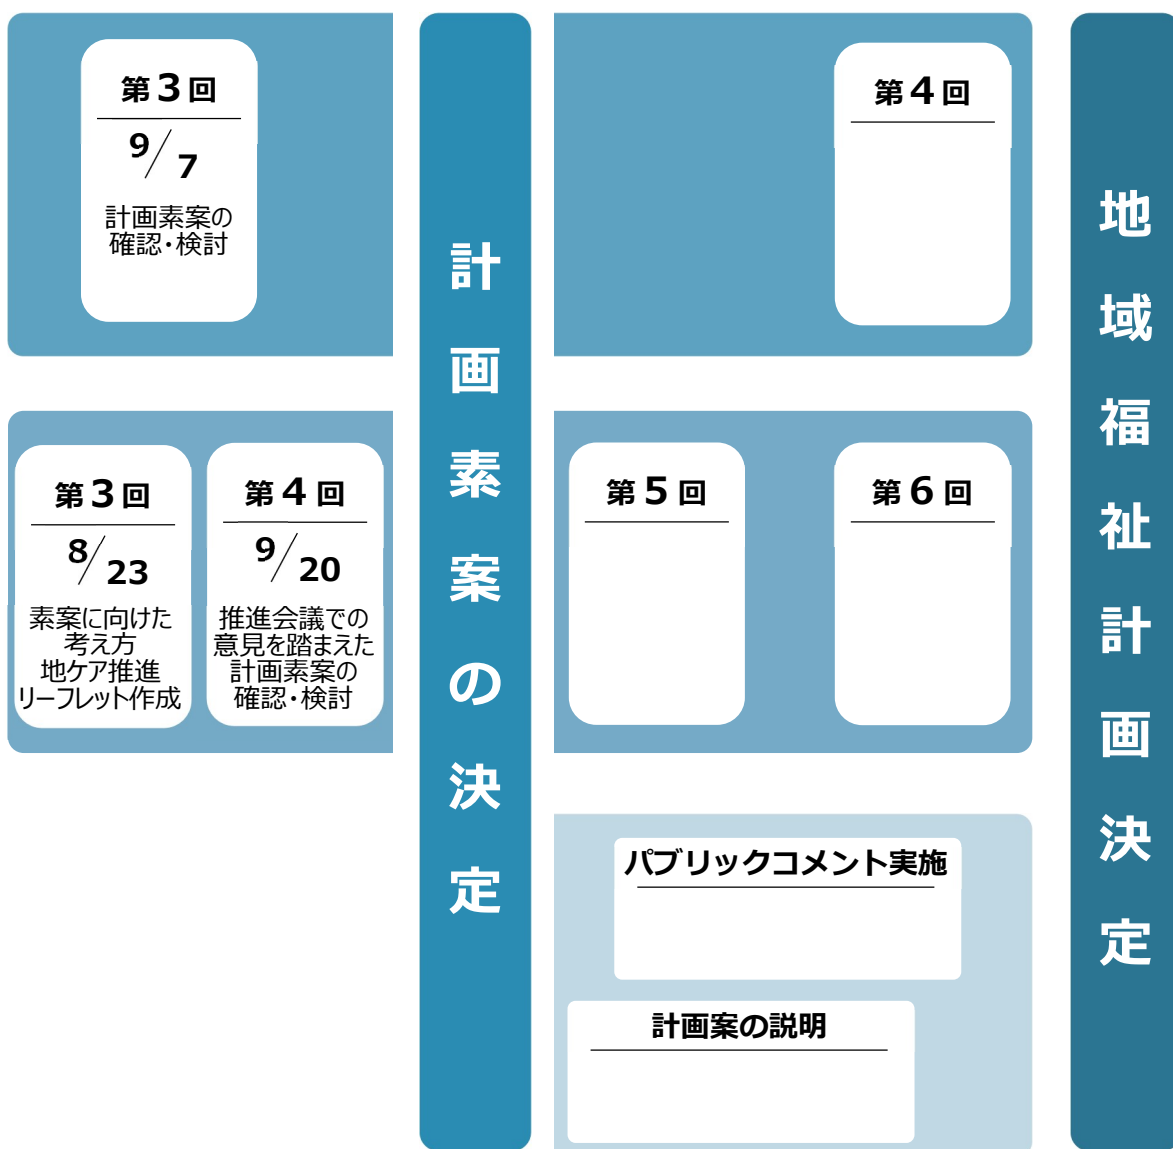 第3回
9/7
計画素案の
確認・検討
第3回
8/23
素案に向けた
考え方
地ケア推進
リーフレット作成
第4回
9/20
推進会議での
意見を踏まえた
計画素案の
確認・検討
計画素案の決定
第4回
第5回
第6回
パブリックコメント実施
計画案の説明
地域福祉計画決定